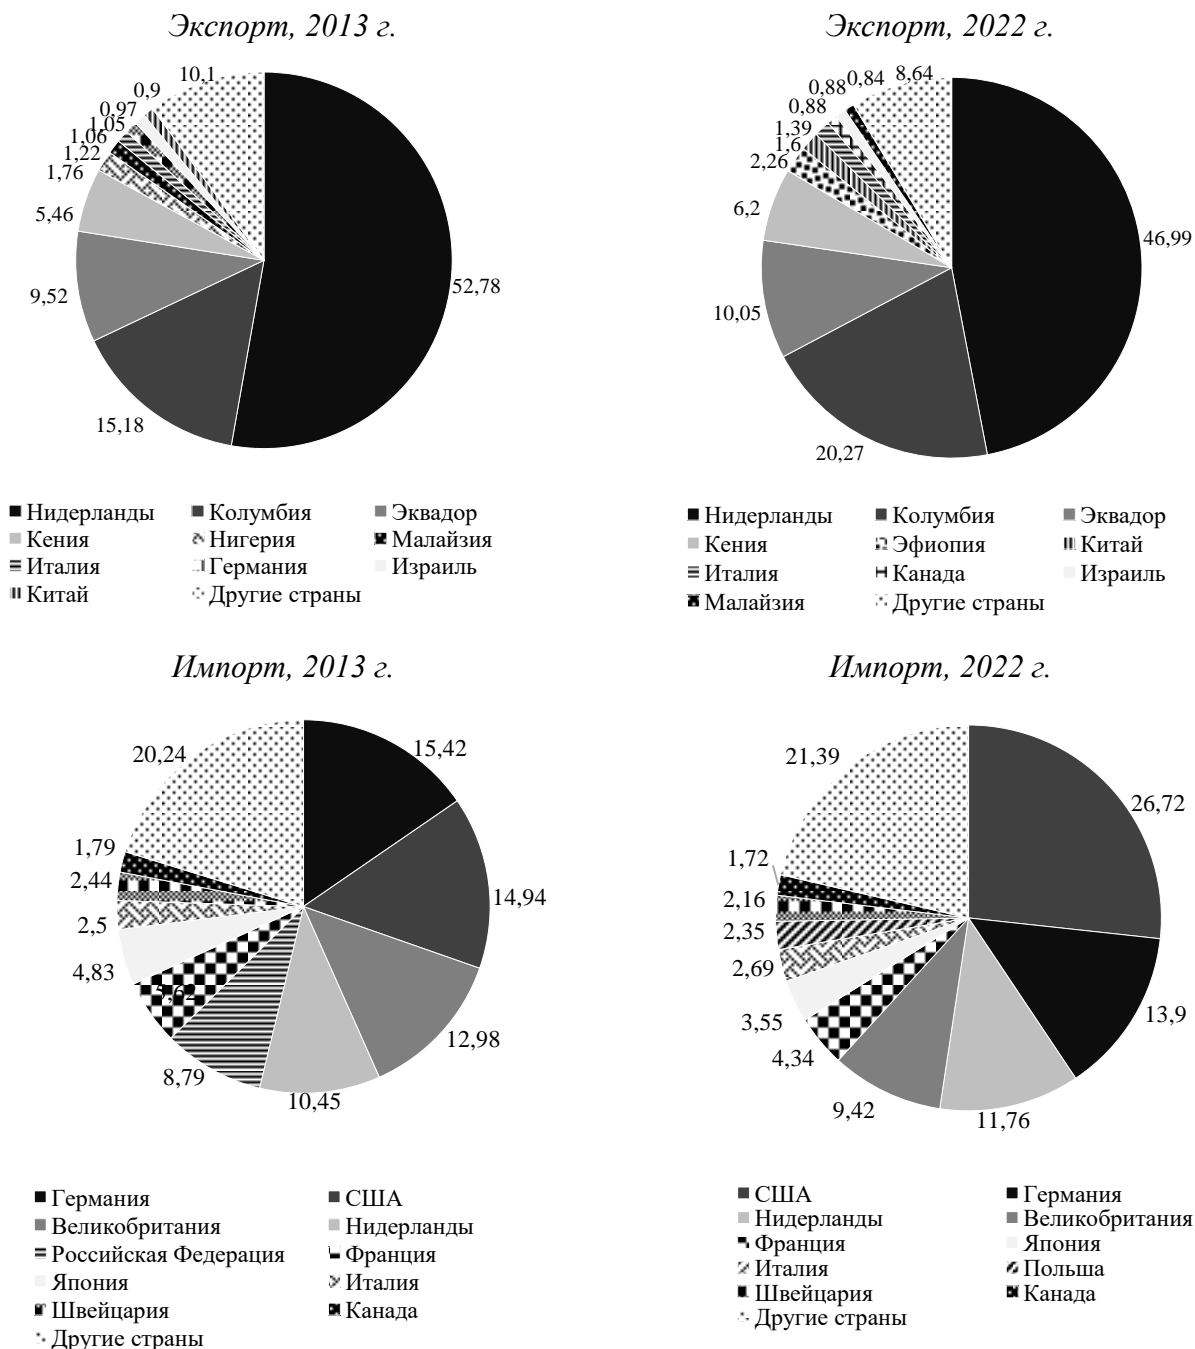 Экспорт, 2013 г.
10,1
0,9
0,97
1,05
1,06
1,22
1,76
5,46
9,52
15,18
52,78
Нидерланды Колумбия Эквадор
Кения Нигерия Малайзия
Италия Германия Израиль
Китай Другие страны
Экспорт, 2022 г.
8,64
0,84
0,88
0,88
1,39
1,6
2,26
6,2
10,05
20,27
46,99
Нидерланды Колумбия Эквадор
Кения Эфиопия Китай
Италия Канада Израиль
Малайзия Другие страны
Импорт, 2013 г.
20,24
15,42
1,79
2,44
2,5
4,83
5,62
8,79
10,45
12,98
14,94
Германия США
Великобритания Нидерланды
Российская Федерация Франция
Япония Италия
Швейцария Канада
Другие страны
Импорт, 2022 г.
21,39
26,72
1,72
2,16
2,35
2,69
3,55
4,34
9,42
11,76
13,9
США Германия
Нидерланды Великобритания
Франция Япония
Италия Польша
Швейцария Канада
Другие страны